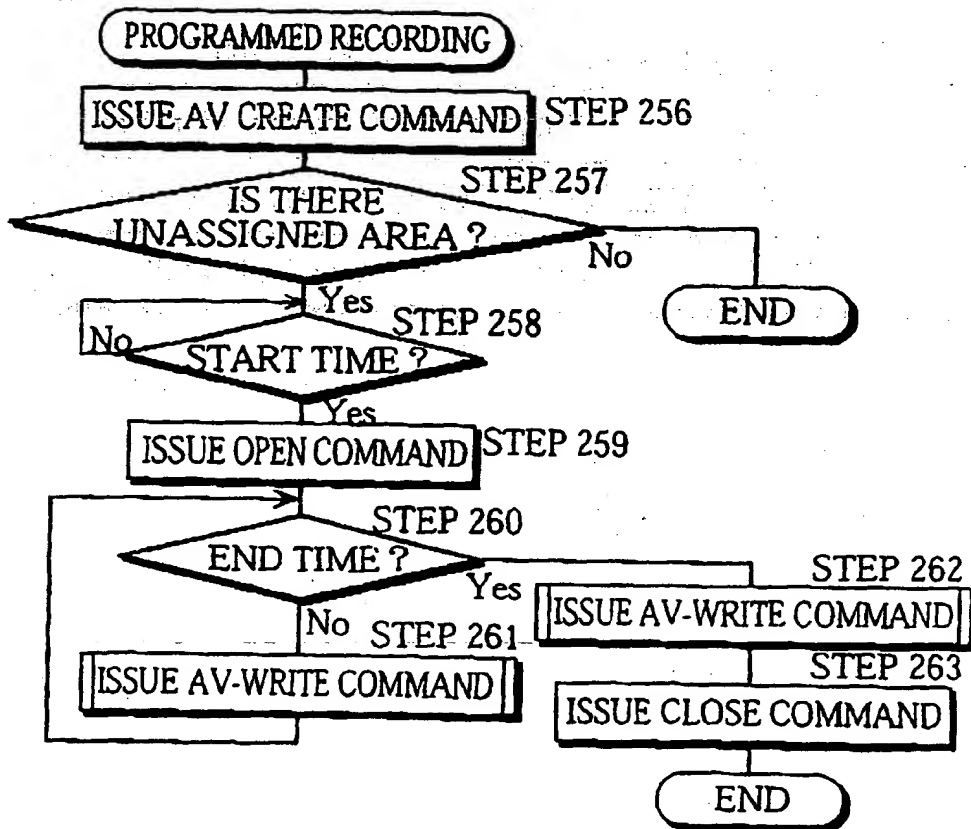 PROGRAMMED RECORDING
ISSUE AV CREATE COMMAND
STEP 256
STEP 257
IS THERE
UNASSIGNED AREA ?
No
END
Yes
STEP 258
No
START TIME ?
Yes
ISSUE OPEN COMMAND
STEP 259
STEP 260
END TIME ?
Yes
No
STEP 261
ISSUE AV-WRITE COMMAND
STEP 262
ISSUE AV-WRITE COMMAND
STEP 263
ISSUE CLOSE COMMAND
END